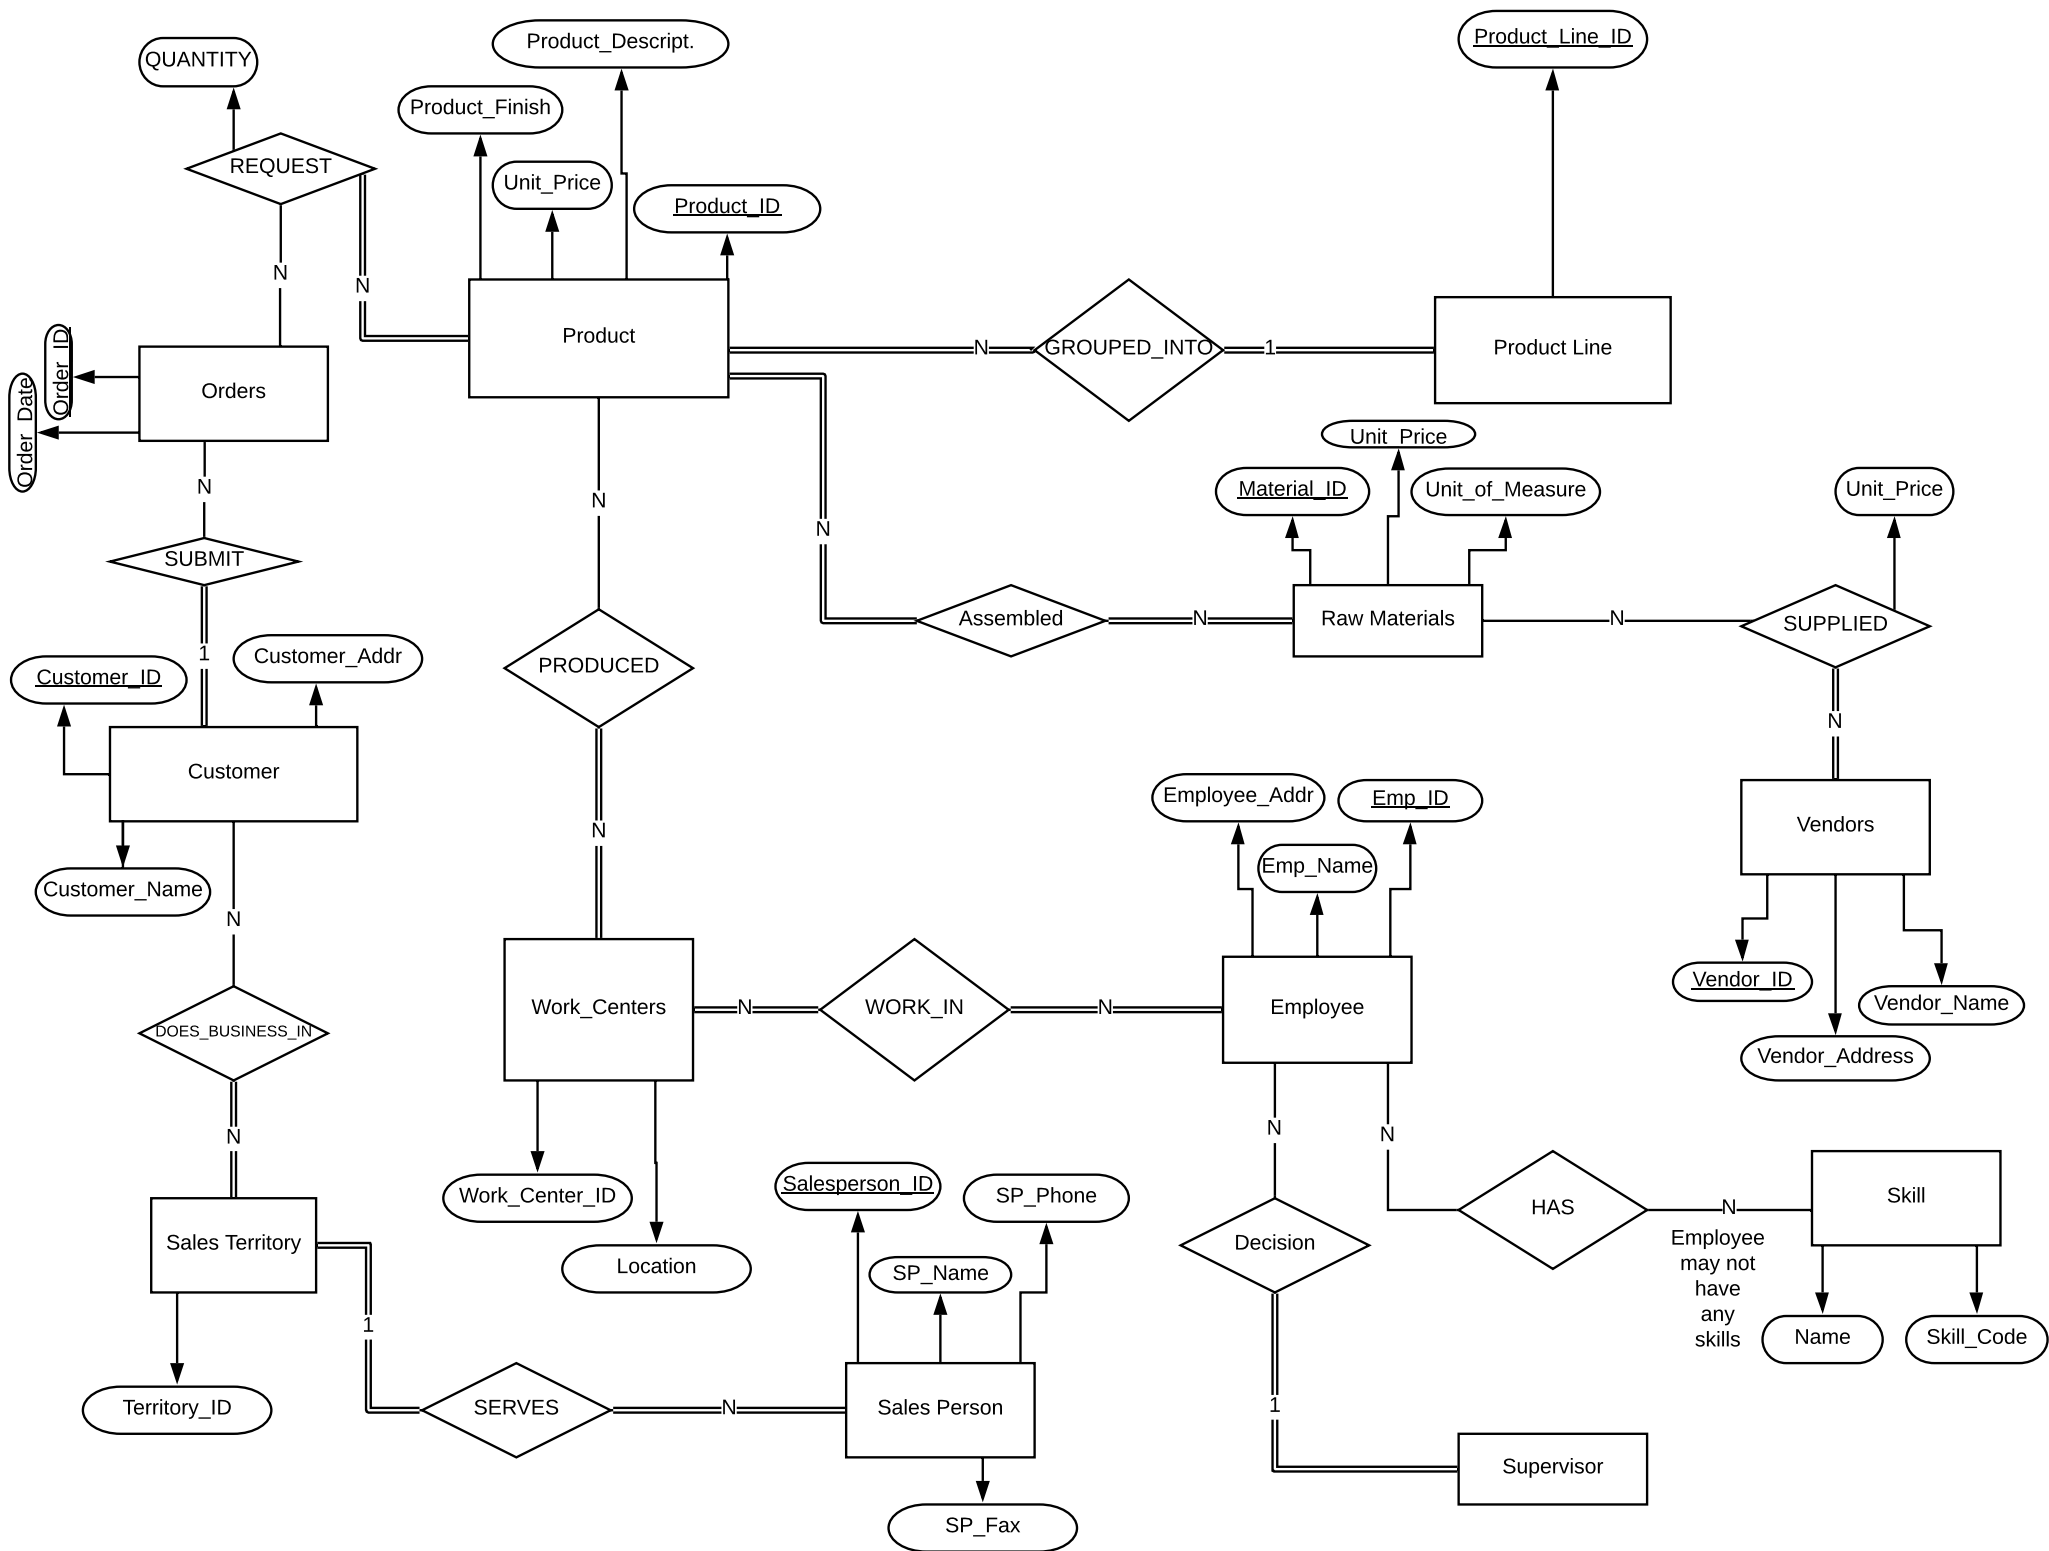 Product_Descript.
Product_Line_ID
QUANTITY
Product_Finish
REQUEST
Unit_Price
Product_ID
N
N
Product
N
GROUPED_INTO
1
Product Line
Order_ID
Orders
Order_Date
Unit_Price
Material_ID
Unit_of_Measure
Unit_Price
N
N
N
SUBMIT
Assembled
N
Raw Materials
N
SUPPLIED
1
Customer_Addr
PRODUCED
Customer_ID
N
Customer
Employee_Addr
Emp_ID
N
Vendors
Emp_Name
Customer_Name
N
Vendor_ID
Vendor_Name
Work_Centers
N
WORK_IN
N
Employee
DOES_BUSINESS_IN
Vendor_Address
N
N
N
Salesperson_ID
SP_Phone
Work_Center_ID
HAS
N
Skill
Sales Territory
Decision
Employee
may not
have
any
skills
Location
SP_Name
1
Name
Skill_Code
Territory_ID
SERVES
N
Sales Person
1
Supervisor
SP_Fax